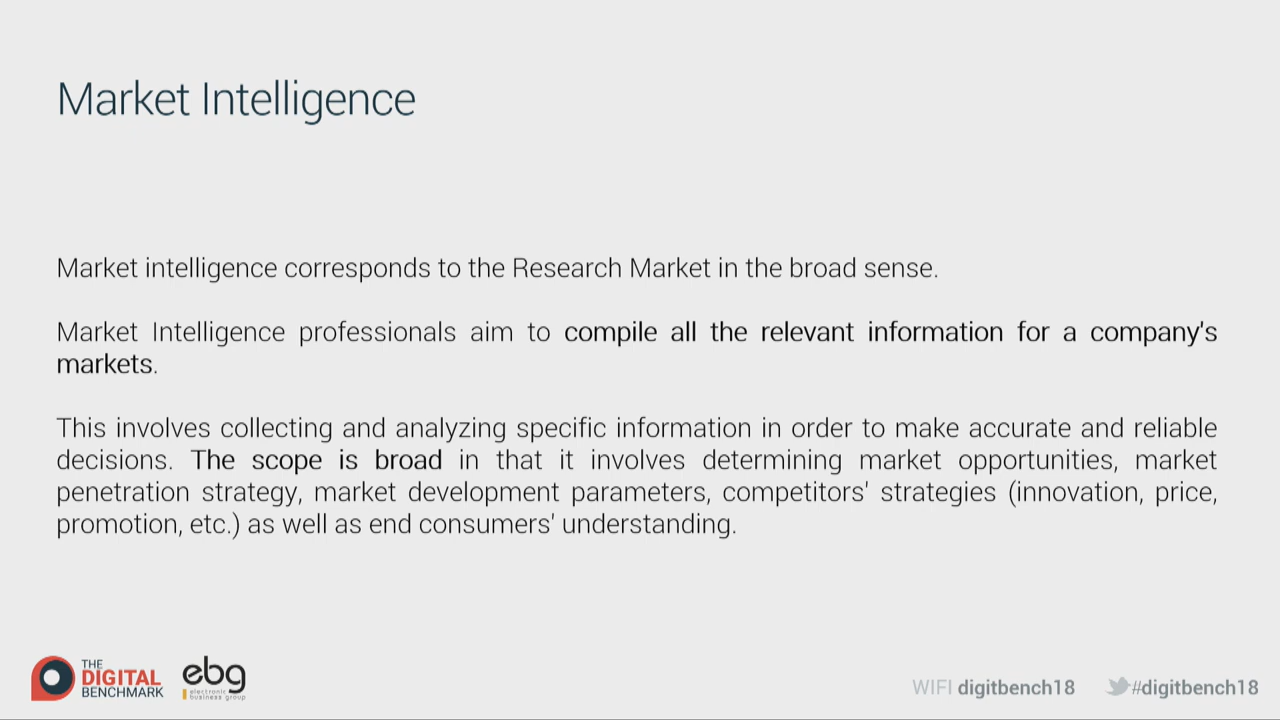 Market Intelligence
Market intelligence corresponds to the Research Market in the broad sense.
Market Intelligence professionals aim to compile all the relevant information for a company's
markets.
This involves collecting and analyzing specific information in order to make accurate and reliable
decisions. The scope is broad in that it involves determining market opportunities, market
penetration strategy, market development parameters, competitors' strategies (innovation, price,
promotion, etc.) as well as end consumers' understanding.
THE
DIGITAL
BENCHMARK
ebg
electronic
business group
WIFI digitbench18
#digitbench18